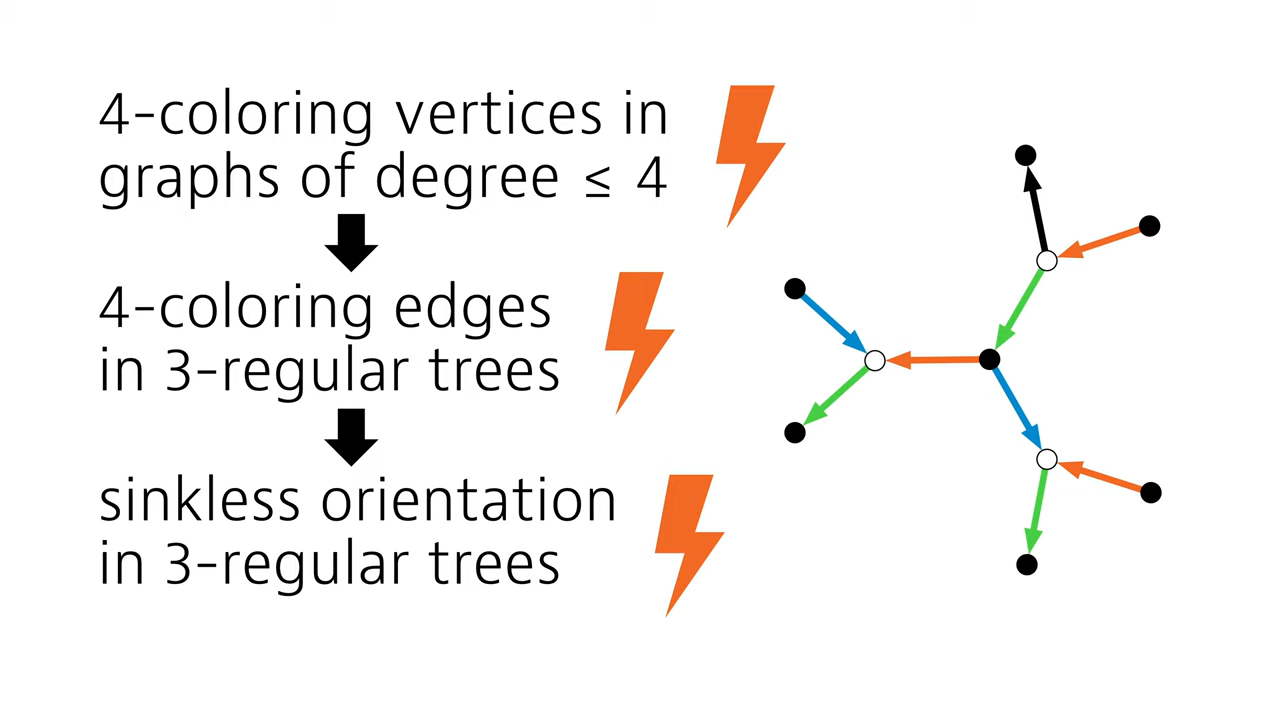 4-coloring vertices in
graphs of degree ≤ 4
4-coloring edges
in 3-regular trees
sinkless orientation
in 3-regular trees